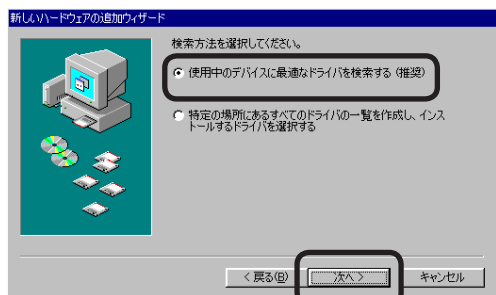 新しいハードウェアの追加ウィザード
検索方法を選択してください。
使用中のデバイスに最適なドライバを検索する (推奨)
特定の場所にあるすべてのドライバの一覧を作成し、インス
トールするドライバを選択する
< 戻る(B)
次へ >
キャンセル